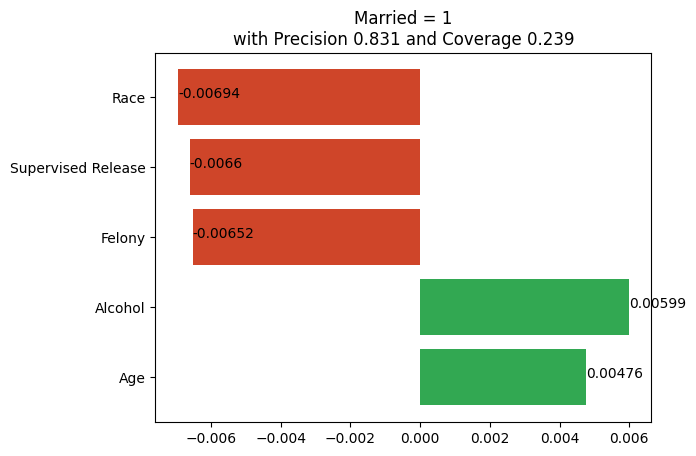 Married = 1
with Precision 0.831 and Coverage 0.239
Race
-0.00694
Supervised Release
-0.0066
Felony
-0.00652
Alcohol
0.00599
Age
0.00476
−0.006 −0.004 −0.002 0.000 0.002 0.004 0.006